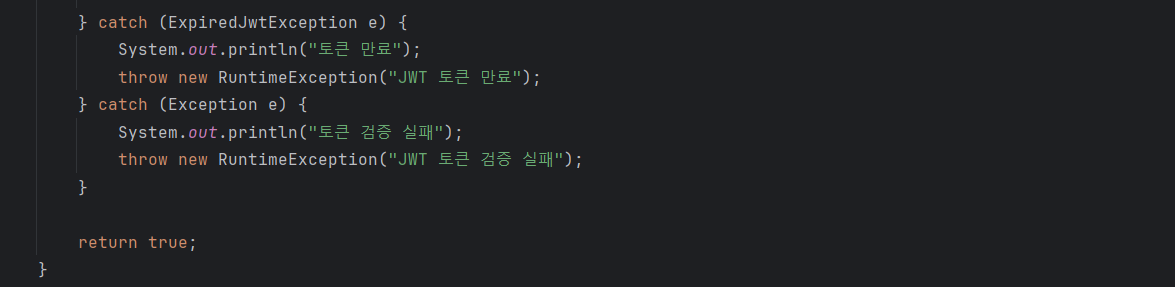 } catch (ExpiredJwtException e) {
System.out.println("토큰 만료");
throw new RuntimeException("JWT 토큰 만료");
} catch (Exception e) {
System.out.println("토큰 검증 실패");
throw new RuntimeException("JWT 토큰 검증 실패");
}
return true;
}